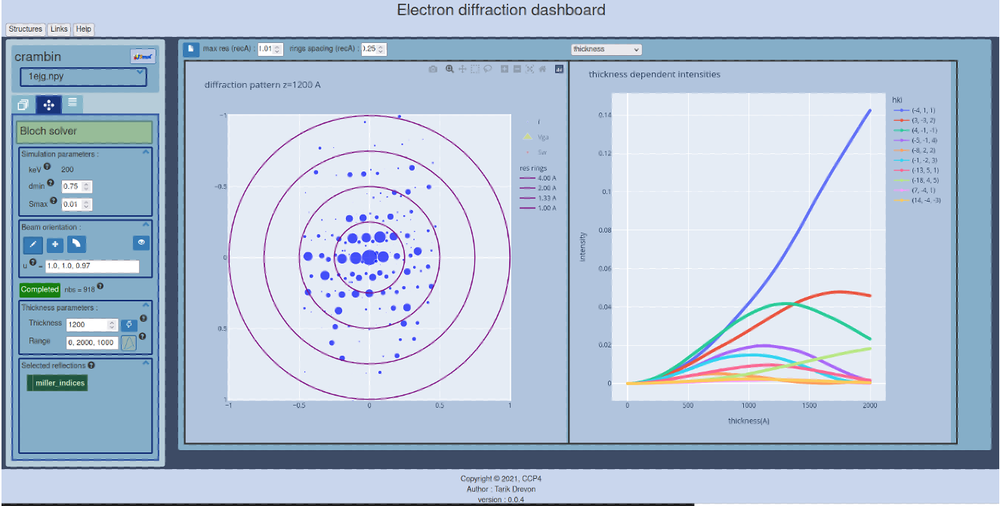 Electron diffraction dashboard
Structures Links Help
crambin
1ejg.npy
Bloch solver
Simulation parameters :
keV ? 200
dmin ? 0.75
Smax ? 0.01
Beam orientation :
u ? = 1.0, 1.0, 0.97
Completed nbs = 918 ?
Thickness parameters :
Thickness 1200 ?
Range 0, 2000, 1000 ?
Selected reflections ?
miller_indices
max res (recA) : 1.01 rings spacing (recA) : 0.25
thickness
diffraction pattern z=1200 A
−1
−0.5
0
0.5
1
−1 −0.5 0 0.5 1
I
Vga
Sw
res rings
4.00 A
2.00 A
1.33 A
1.00 A
thickness dependent intensities
intensity
0.14
0.12
0.1
0.08
0.06
0.04
0.02
0
0 500 1000 1500 2000
thickness(A)
hkl
(-4, 1, 1)
(3, -3, 2)
(4, -1, -1)
(-5, -1, 4)
(-8, 2, 2)
(-1, -2, 3)
(-13, 5, 1)
(-18, 4, 5)
(7, -4, 1)
(14, -4, -3)
Copyright © 2021, CCP4
Author : Tarik Drevon
version : 0.0.4